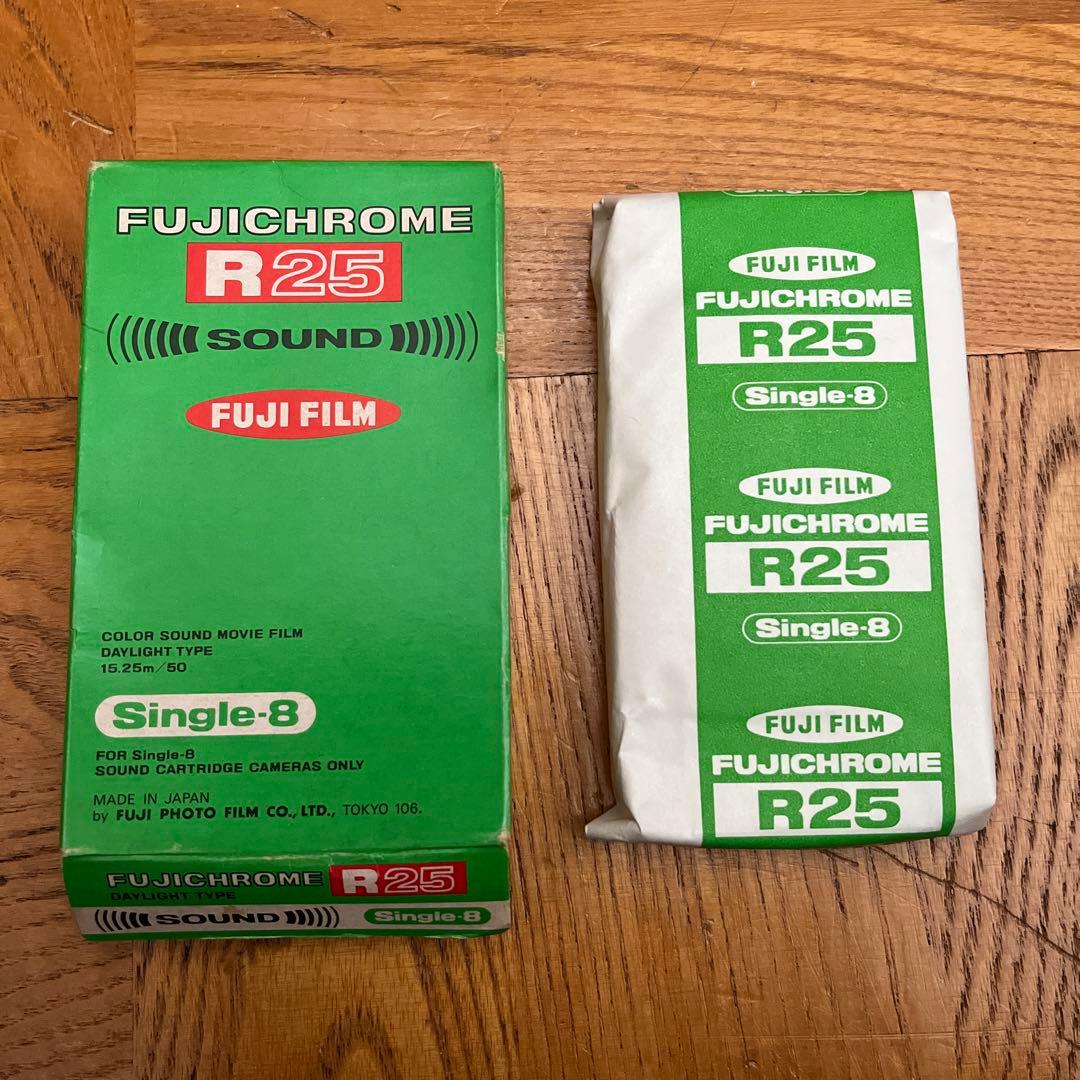 FUJICHROME
R25
SOUND
FUJI FILM
COLOR SOUND MOVIE FILM
DAYLIGHT TYPE
15.25m/50
Single-8
FOR Single-8
SOUND CARTRIDGE CAMERAS ONLY
MADE IN JAPAN
by FUJI PHOTO FILM CO., LTD., TOKYO 106.
FUJICHROME R25
DAYLIGHT TYPE
SOUND Single-8
Single-8
FUJI FILM
FUJICHROME
R25
Single-8
FUJI FILM
FUJICHROME
R25
Single-8
FUJI FILM
FUJICHROME
R25